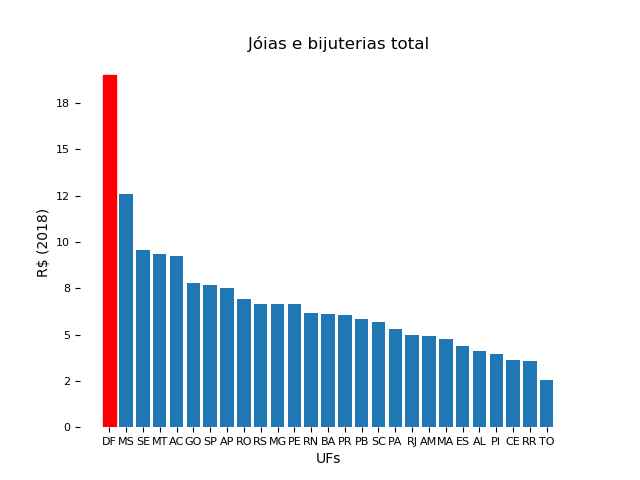 Jóias e bijuterias total
R$ (2018)
18
15
12
10
8
5
2
0
DF MS SE MT AC GO SP AP RO RS MG PE RN BA PR PB SC PA RJ AM MA ES AL PI CE RR TO
UFs